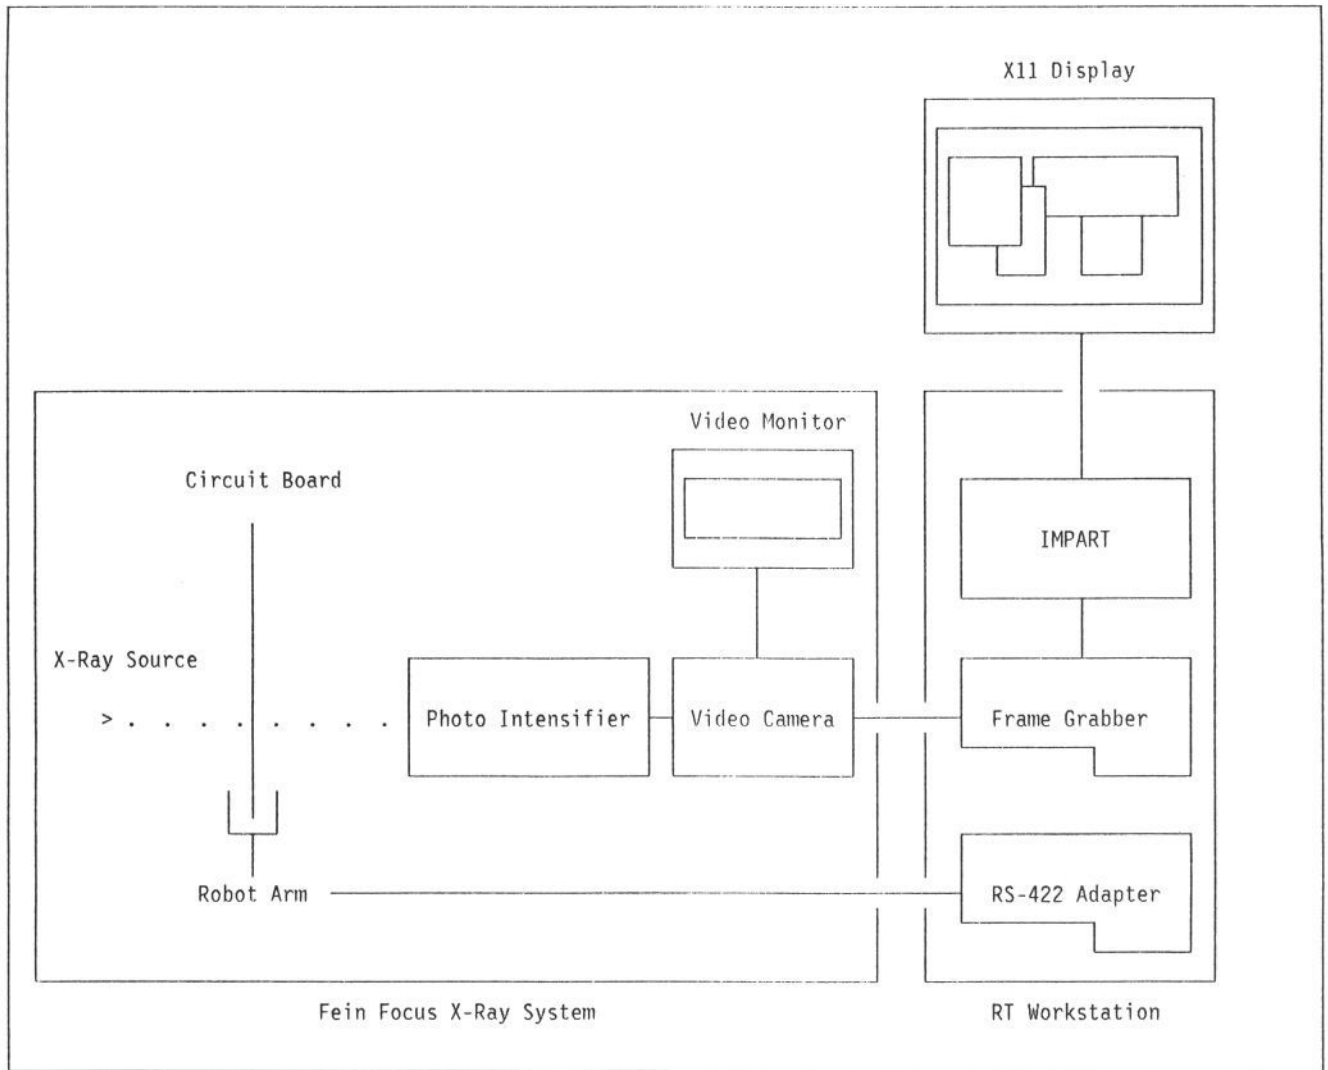 X11 Display
Video Monitor
Circuit Board
IMPART
X-Ray Source
> . . . . . . . .
Photo Intensifier
Video Camera
Frame Grabber
Robot Arm
RS-422 Adapter
Fein Focus X-Ray System
RT Workstation